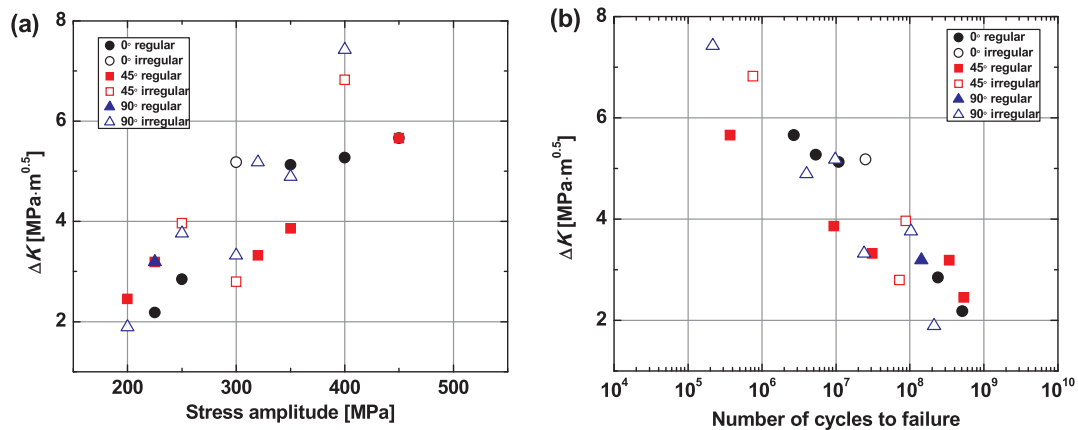 (a)
8
6
4
2
ΔK [MPa·m^0.5]
0° regular
0° irregular
45° regular
45° irregular
90° regular
90° irregular
200 300 400 500
Stress amplitude [MPa]
(b)
8
6
4
2
ΔK [MPa·m^0.5]
0° regular
0° irregular
45° regular
45° irregular
90° regular
90° irregular
10^4 10^5 10^6 10^7 10^8 10^9 10^10
Number of cycles to failure